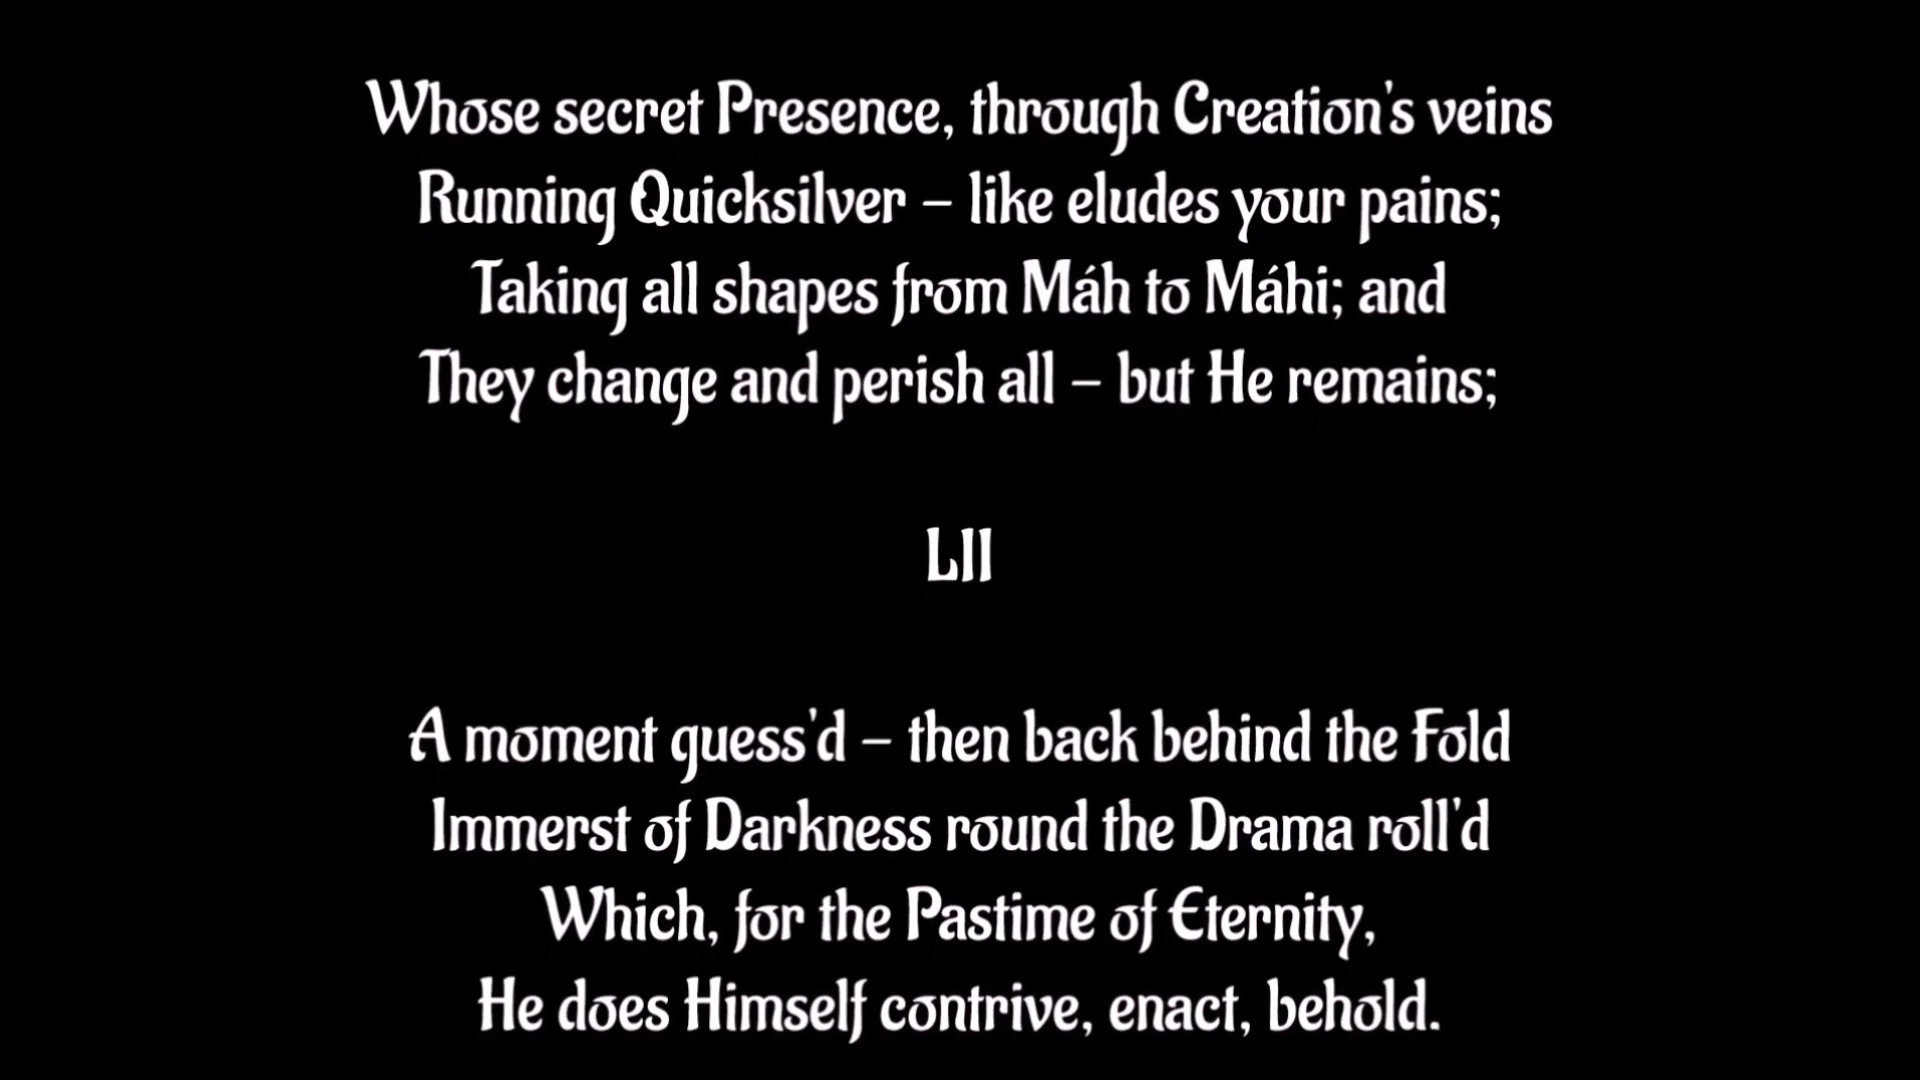 Whose secret Presence, through Creation's veins
Running Quicksilver – like eludes your pains;
Taking all shapes from Máh to Máhi; and
They change and perish all – but He remains;
LII
A moment guess'd – then back behind the Fold
Immerst of Darkness round the Drama roll'd
Which, for the Pastime of Eternity,
He does Himself contrive, enact, behold.